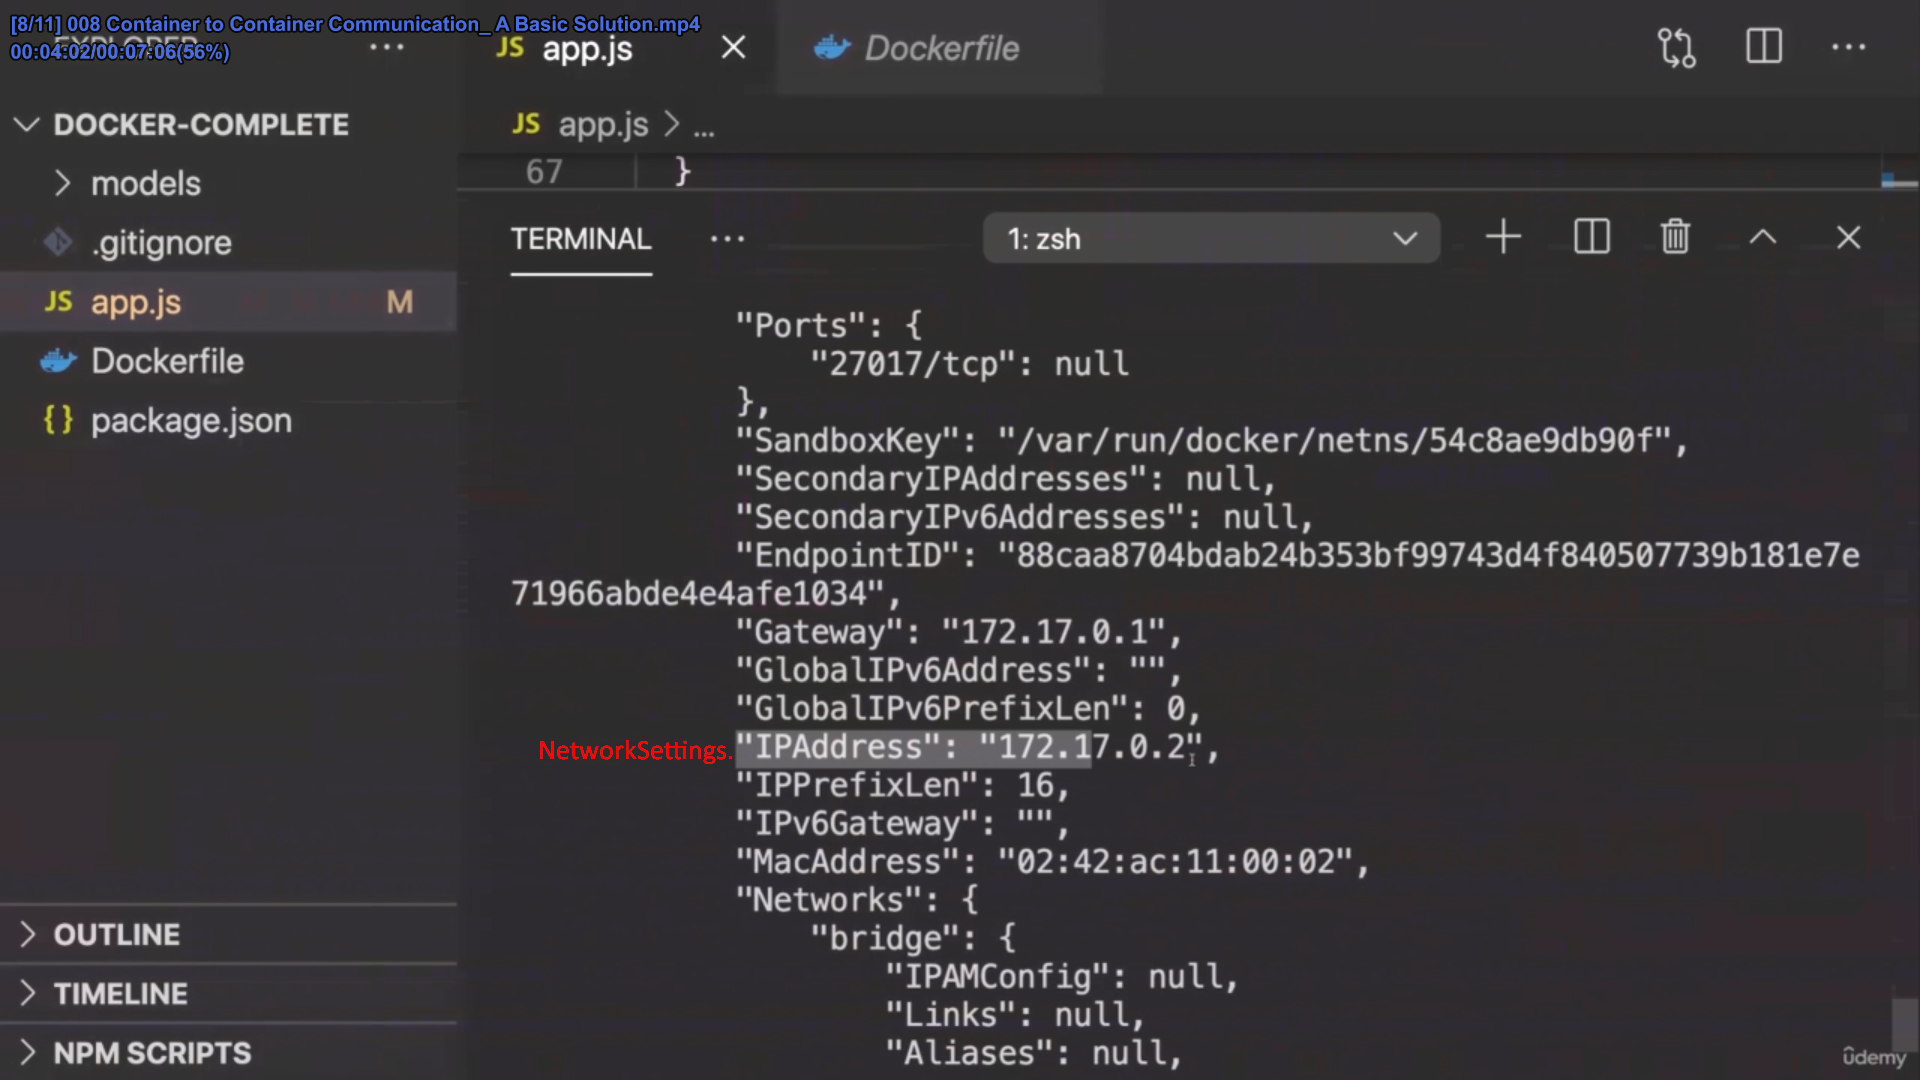 [8/11] 008 Container to Container Communication_ A Basic Solution.mp4
00:04:02/00:07:06(56%)
EXPLORER
JS app.js
Dockerfile
DOCKER-COMPLETE
JS app.js > ...
models
67 }
.gitignore
TERMINAL
1: zsh
JS app.js M
Dockerfile
{} package.json
"Ports": {
"27017/tcp": null
},
"SandboxKey": "/var/run/docker/netns/54c8ae9db90f",
"SecondaryIPAddresses": null,
"SecondaryIPv6Addresses": null,
"EndpointID": "88caa8704bdab24b353bf99743d4f840507739b181e7e
71966abde4e4afe1034",
"Gateway": "172.17.0.1",
"GlobalIPv6Address": "",
"GlobalIPv6PrefixLen": 0,
NetworkSettings."IPAddress": "172.17.0.2",
"IPPrefixLen": 16,
"IPv6Gateway": "",
"MacAddress": "02:42:ac:11:00:02",
"Networks": {
"bridge": {
"IPAMConfig": null,
"Links": null,
"Aliases": null,
OUTLINE
TIMELINE
NPM SCRIPTS
ûdemy